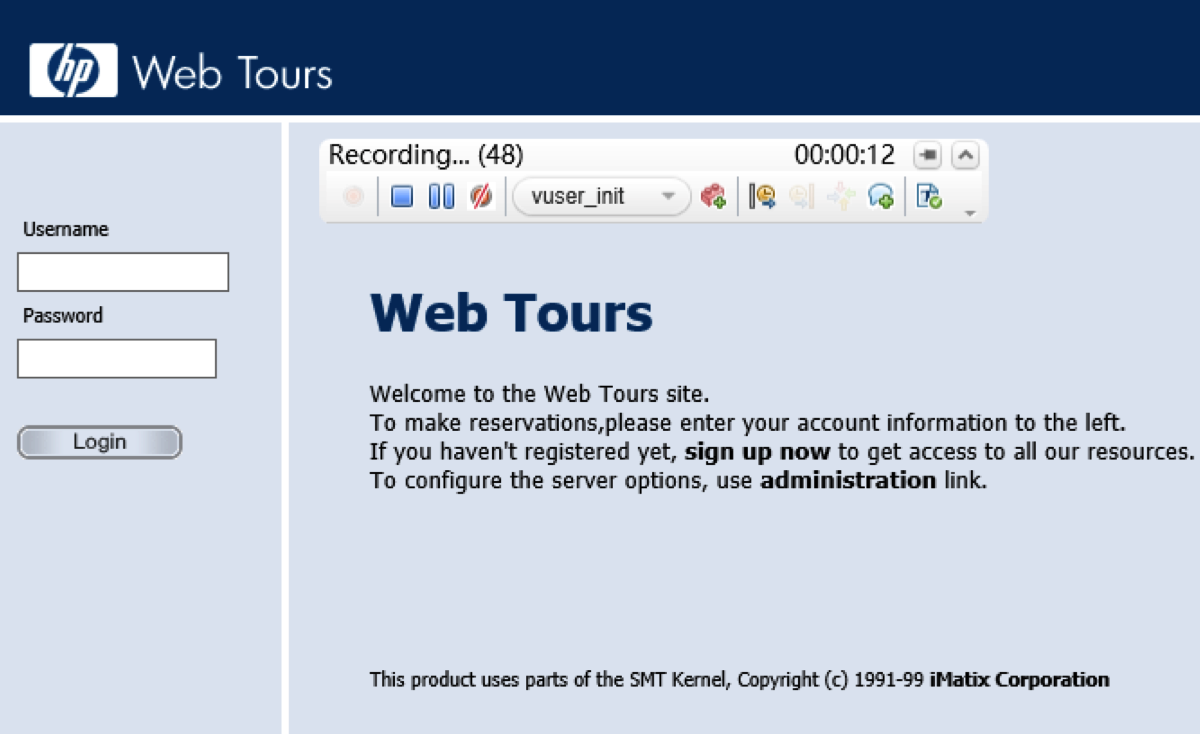 hp Web Tours
Recording... (48) 00:00:12
vuser_init
Username
Password
Login
Web Tours
Welcome to the Web Tours site.
To make reservations,please enter your account information to the left.
If you haven't registered yet, sign up now to get access to all our resources.
To configure the server options, use administration link.
This product uses parts of the SMT Kernel, Copyright (c) 1991-99 iMatix Corporation